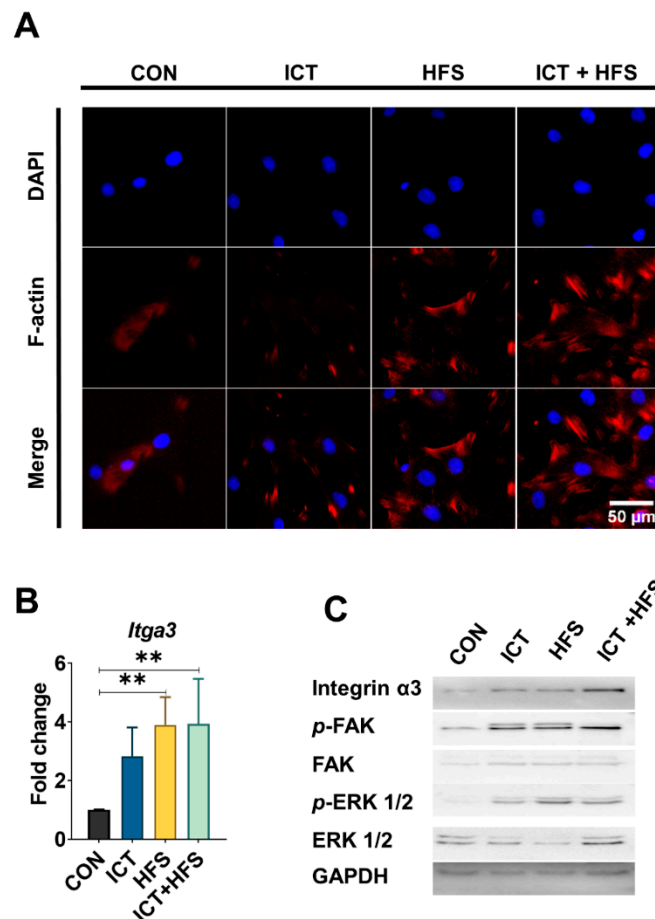 A
CON ICT HFS ICT + HFS
DAPI
F-actin
Merge
50 µm
B
Itga3
**
**
Fold change
6
4
2
0
CON
ICT
HFS
ICT+HFS
C
CON
ICT
HFS
ICT +HFS
Integrin α3
p-FAK
FAK
p-ERK 1/2
ERK 1/2
GAPDH